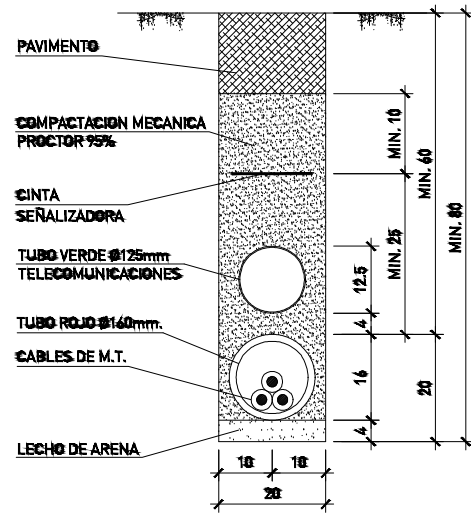 PAVIMENTO
COMPACTACION MECANICA
PROCTOR 95%
CINTA
SEÑALIZADORA
TUBO VERDE Ø125mm
TELECOMUNICACIONES
TUBO ROJO Ø160mm.
CABLES DE M.T.
LECHO DE ARENA
MIN. 10
MIN. 25
MIN. 60
MIN. 80
12.5
4
16
4
20
10
10
20